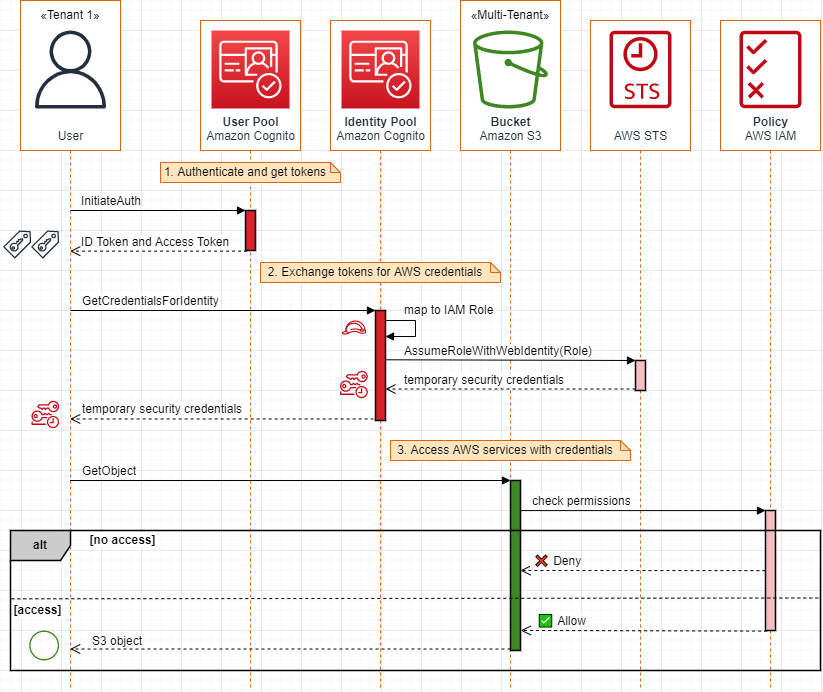 «Tenant 1»
User
User Pool
Amazon Cognito
Identity Pool
Amazon Cognito
«Multi-Tenant»
Bucket
Amazon S3
STS
AWS STS
Policy
AWS IAM
1. Authenticate and get tokens
InitiateAuth
ID Token and Access Token
2. Exchange tokens for AWS credentials
GetCredentialsForIdentity
map to IAM Role
AssumeRoleWithWebIdentity(Role)
temporary security credentials
temporary security credentials
3. Access AWS services with credentials
GetObject
check permissions
alt
[no access]
Deny
[access]
Allow
S3 object